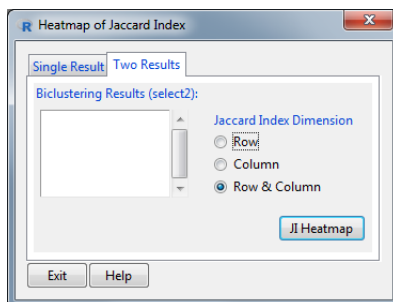 R Heatmap of Jaccard Index
x
Single Result Two Results
Biclustering Results (select2):
Jaccard Index Dimension
Row
Column
Row & Column
JI Heatmap
Exit Help